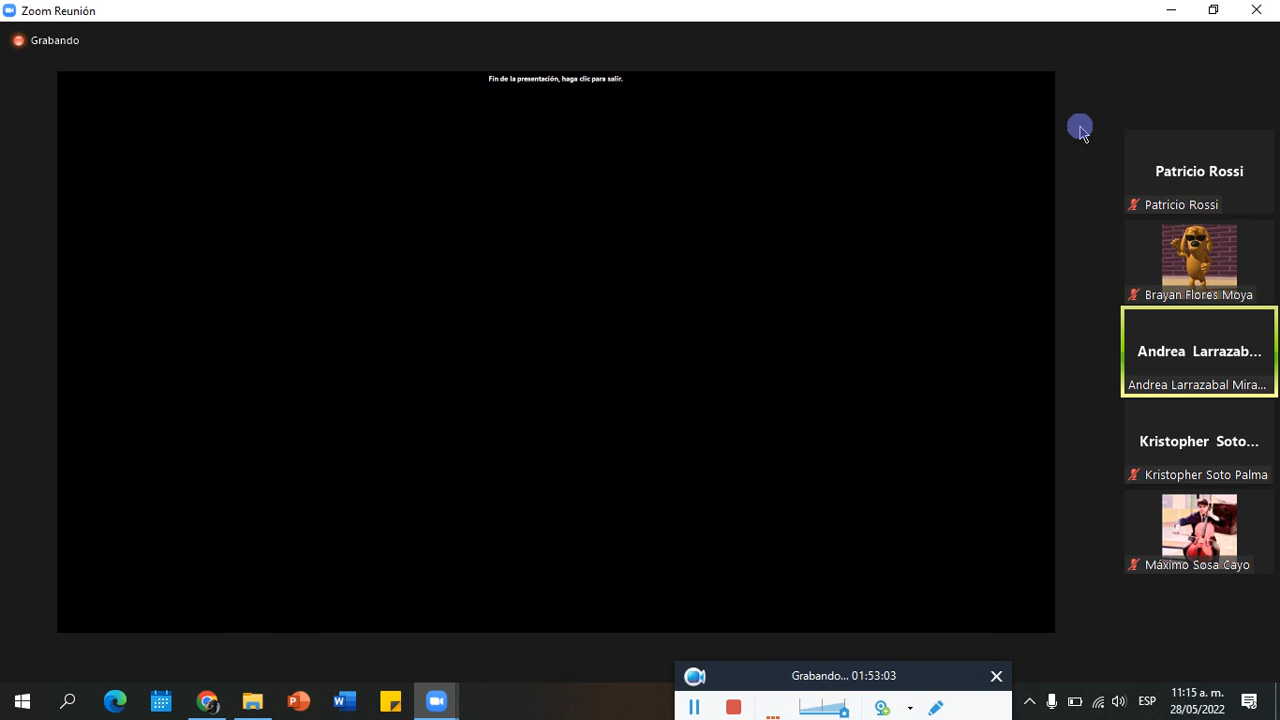 Zoom Reunión
Grabando
Fin de la presentación, haga clic para salir.
Patricio Rossi
Patricio Rossi
Brayan Flores Moya
Andrea Larrazab...
Andrea Larrazabal Mira...
Kristopher Soto...
Kristopher Soto Palma
Máximo Sosa Cayo
Grabando... 01:53:03
ESP
11:15 a. m.
28/05/2022